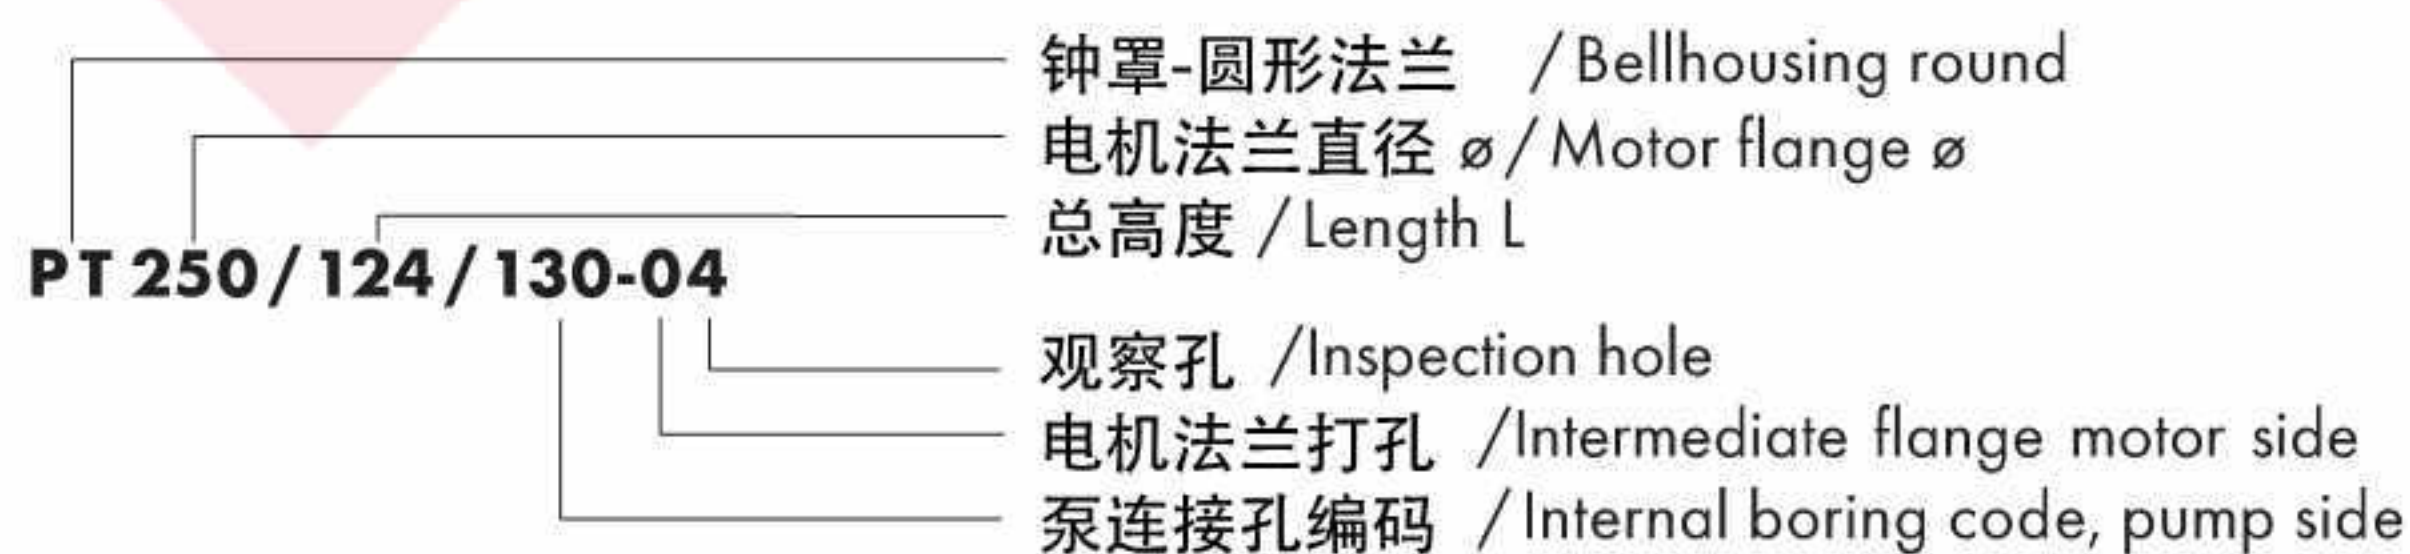 钟罩-圆形法兰 /Bellhousing round
电机法兰直径 ø/Motor flange ø
总高度 /Length L
PT 250/124/130-04
观察孔 /Inspection hole
电机法兰打孔 /Intermediate flange motor side
泵连接孔编码 /Internal boring code, pump side